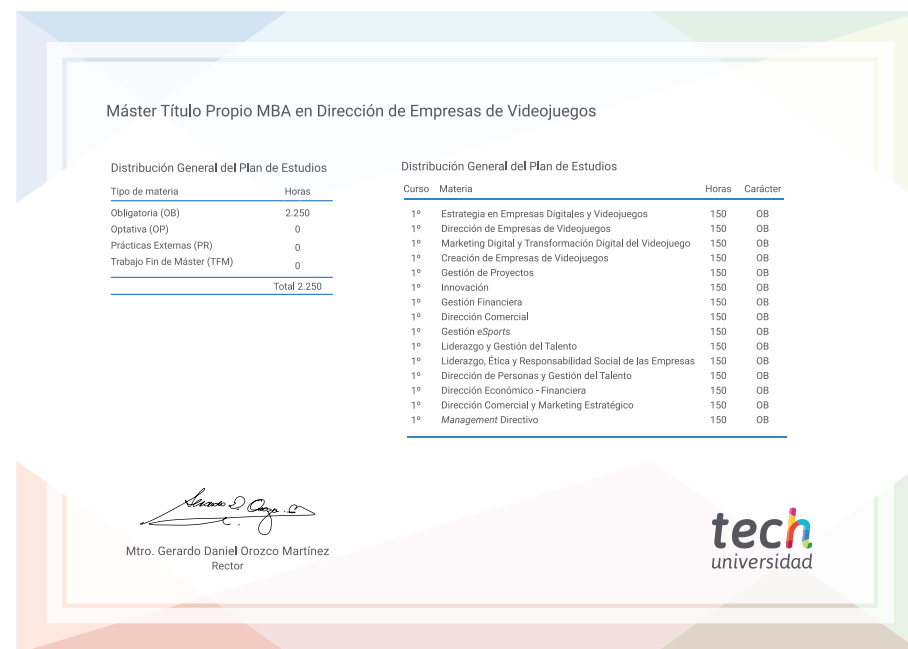 Máster Título Propio MBA en Dirección de Empresas de Videojuegos
Distribución General del Plan de Estudios
Tipo de materia Horas
Obligatoria (OB) 2.250
Optativa (OP) 0
Prácticas Externas (PR) 0
Trabajo Fin de Máster (TFM) 0
Total 2.250
Distribución General del Plan de Estudios
Curso Materia Horas Carácter
1º Estrategia en Empresas Digitales y Videojuegos 150 OB
1º Dirección de Empresas de Videojuegos 150 OB
1º Marketing Digital y Transformación Digital del Videojuego 150 OB
1º Creación de Empresas de Videojuegos 150 OB
1º Gestión de Proyectos 150 OB
1º Innovación 150 OB
1º Gestión Financiera 150 OB
1º Dirección Comercial 150 OB
1º Gestión eSports 150 OB
1º Liderazgo y Gestión del Talento 150 OB
1º Liderazgo, Ética y Responsabilidad Social de las Empresas 150 OB
1º Dirección de Personas y Gestión del Talento 150 OB
1º Dirección Económico - Financiera 150 OB
1º Dirección Comercial y Marketing Estratégico 150 OB
1º Management Directivo 150 OB
Mtro. Gerardo Daniel Orozco Martínez
Rector
tech
universidad